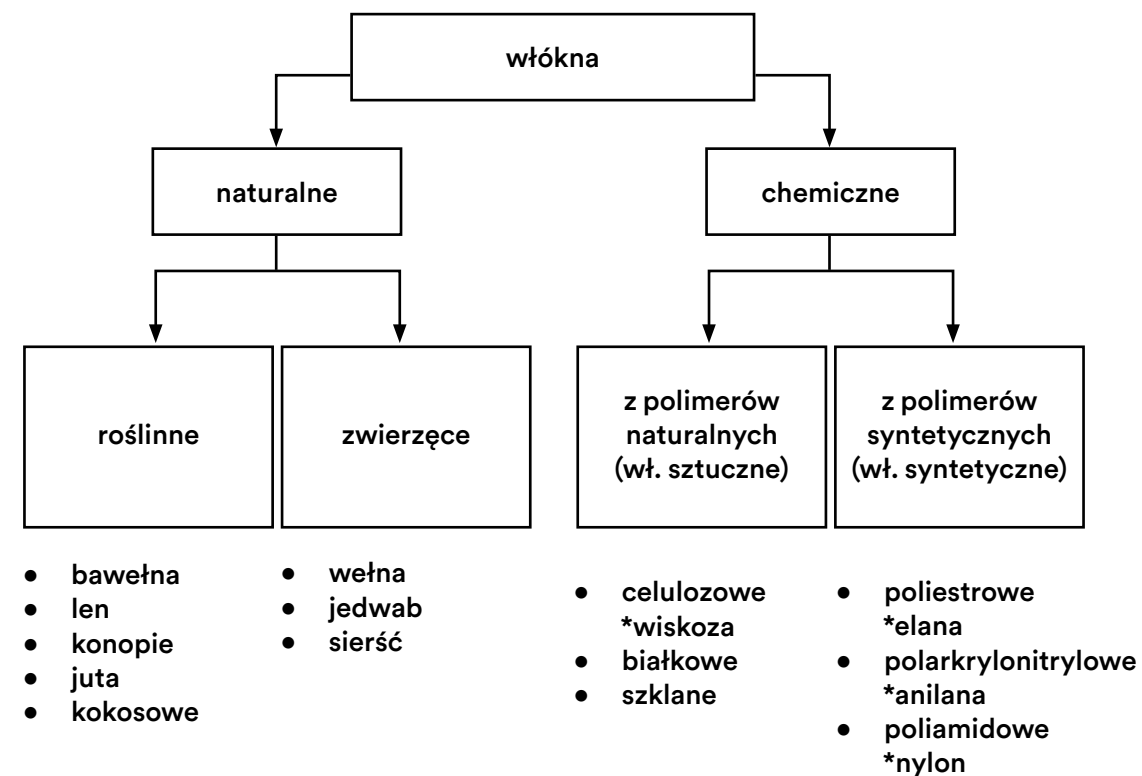 włókna
naturalne
chemiczne
roślinne
zwierzęce
z polimerów
naturalnych
(wł. sztuczne)
z polimerów
syntetycznych
(wł. syntetyczne)
● bawełna
● len
● konopie
● juta
● kokosowe
● wełna
● jedwab
● sierść
● celulozowe
*wiskoza
● białkowe
● szklane
● poliestrowe
*elana
● polarkrylonitrylowe
*anilana
● poliamidowe
*nylon